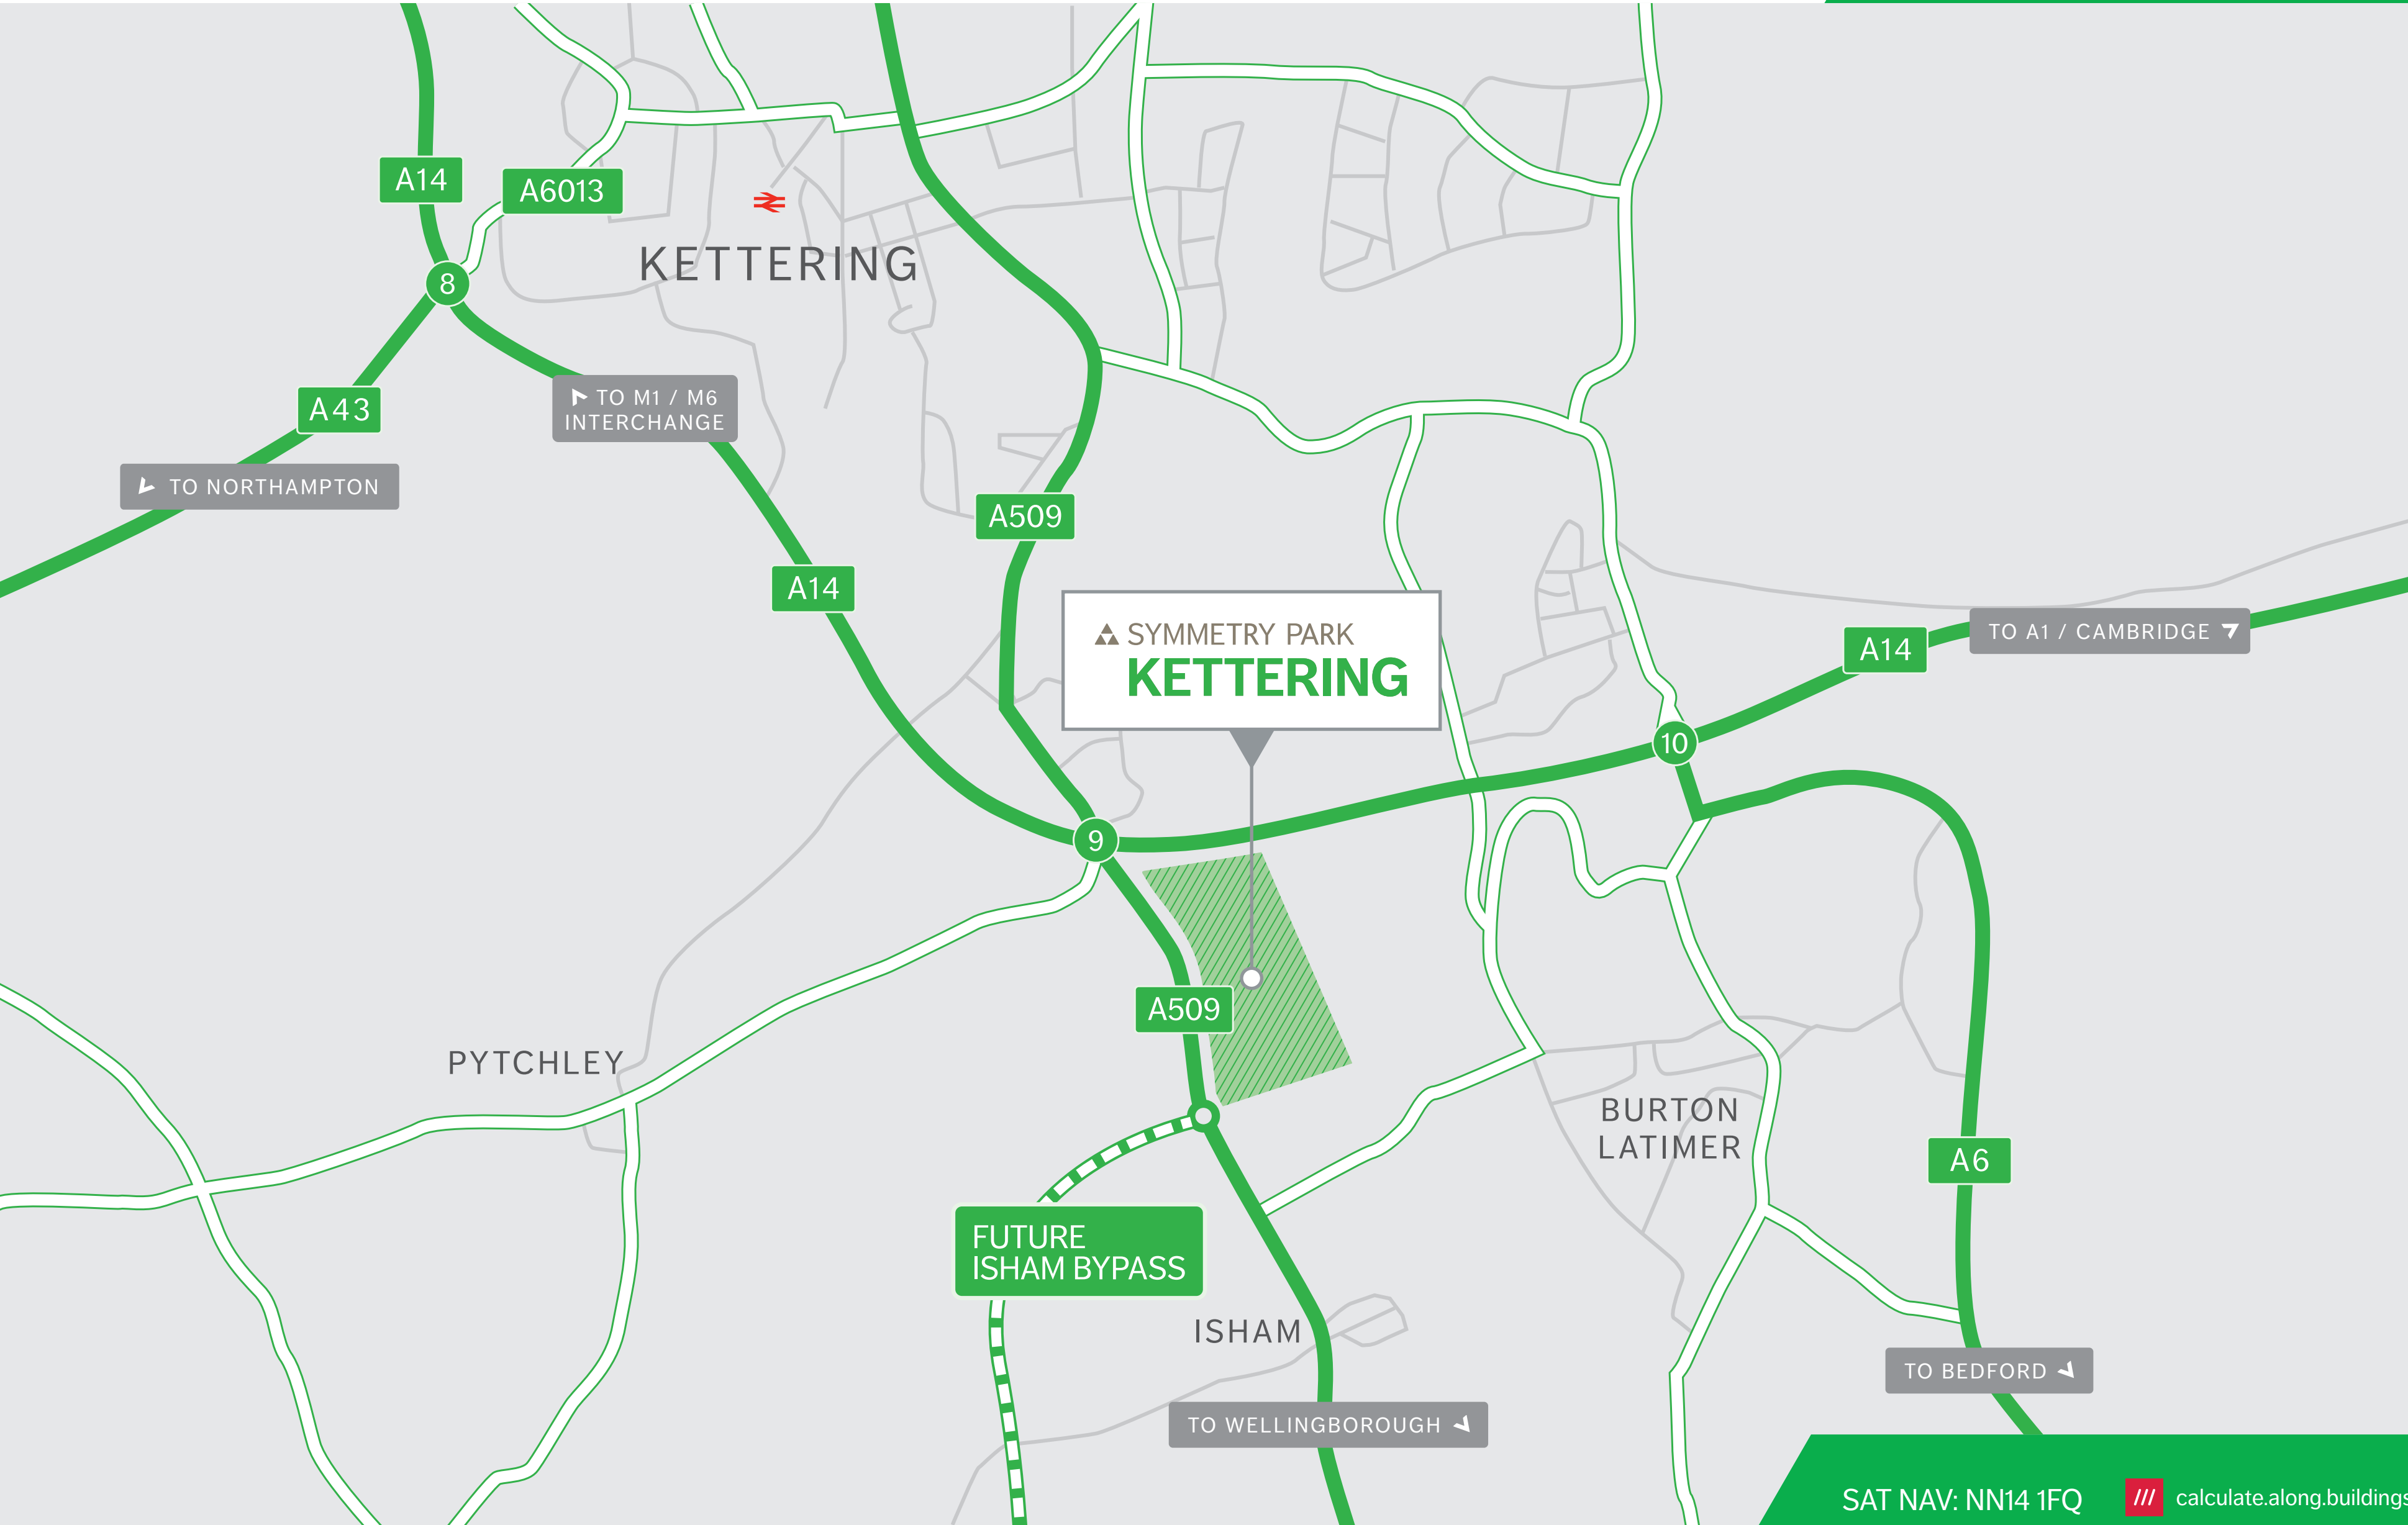 A14
A6013
KETTERING
8
A43
TO M1 / M6
INTERCHANGE
TO NORTHAMPTON
A509
A14
SYMMETRY PARK
KETTERING
TO A1 / CAMBRIDGE
A14
10
9
A509
PYTCHLEY
BURTON
LATIMER
A6
FUTURE
ISHAM BYPASS
ISHAM
TO BEDFORD
TO WELLINGBOROUGH
SAT NAV: NN14 1FQ
/// calculate.along.buildings